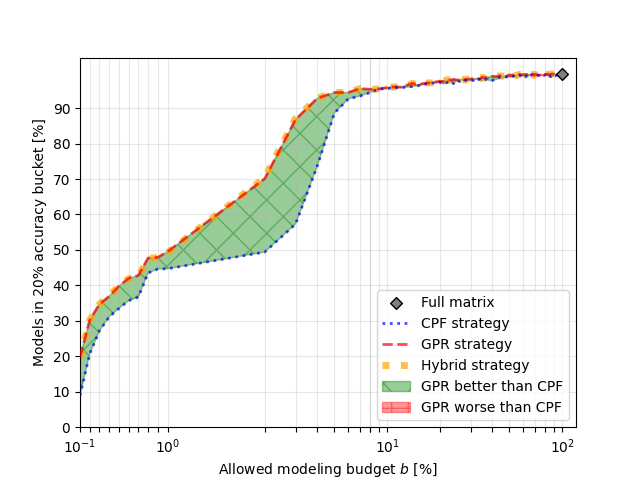 Models in 20% accuracy bucket [%]
90
80
70
60
50
40
30
20
10
0
10⁻¹ 10⁰ 10¹ 10²
Allowed modeling budget b [%]
Full matrix
CPF strategy
GPR strategy
Hybrid strategy
GPR better than CPF
GPR worse than CPF